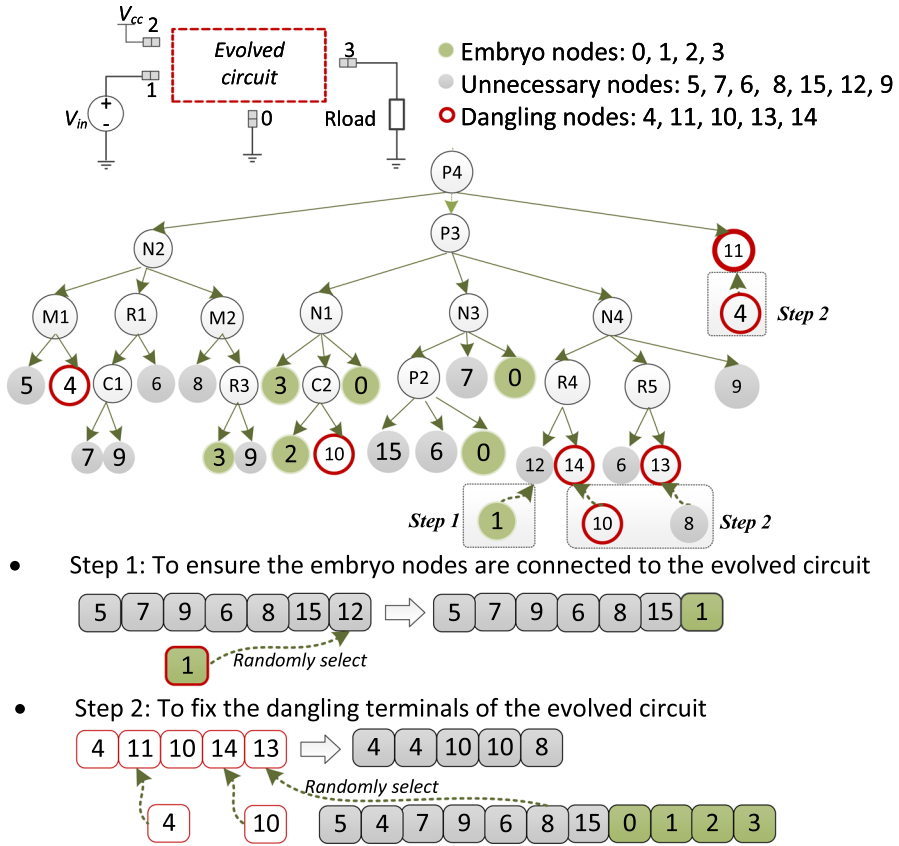 Vcc 2
Evolved circuit
3
1
0
Vin
Rload
Embryo nodes: 0, 1, 2, 3
Unnecessary nodes: 5, 7, 6, 8, 15, 12, 9
Dangling nodes: 4, 11, 10, 13, 14
P4
N2 P3 11
M1 R1 M2 N1 N3 N4 4 Step 2
5 4 C1 6 8 R3 3 C2 0 P2 7 0 R4 R5 9
7 9 3 9 2 10 15 6 0 12 14 6 13
Step 1 1 10 8 Step 2
• Step 1: To ensure the embryo nodes are connected to the evolved circuit
5 7 9 6 8 15 12 5 7 9 6 8 15 1
1 Randomly select
• Step 2: To fix the dangling terminals of the evolved circuit
4 11 10 14 13 4 4 10 10 8
Randomly select
4 10 5 4 7 9 6 8 15 0 1 2 3